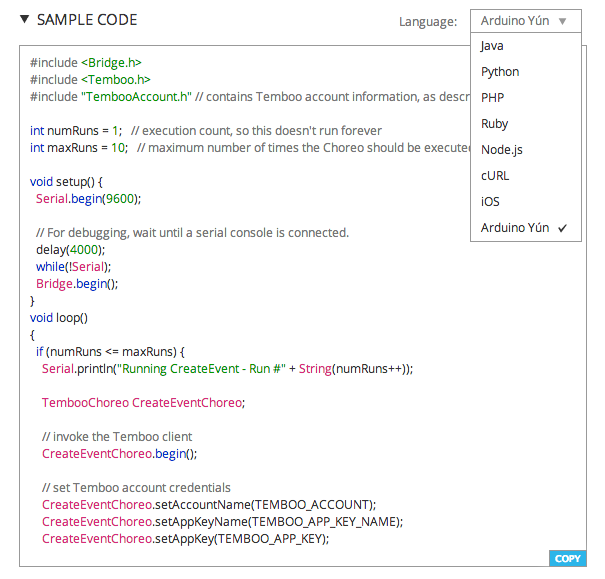 ▼ SAMPLE CODE
Language: Arduino Yún ▼
Java
Python
PHP
Ruby
Node.js
cURL
iOS
Arduino Yún ✓
#include <Bridge.h>
#include <Temboo.h>
#include "TembooAccount.h" // contains Temboo account information, as descr
int numRuns = 1;   // execution count, so this doesn't run forever
int maxRuns = 10;   // maximum number of times the Choreo should be executed
void setup() {
  Serial.begin(9600);
  // For debugging, wait until a serial console is connected.
  delay(4000);
  while(!Serial);
  Bridge.begin();
}
void loop()
{
  if (numRuns <= maxRuns) {
    Serial.println("Running CreateEvent - Run #" + String(numRuns++));
    TembooChoreo CreateEventChoreo;
    // invoke the Temboo client
    CreateEventChoreo.begin();
    // set Temboo account credentials
    CreateEventChoreo.setAccountName(TEMBOO_ACCOUNT);
    CreateEventChoreo.setAppKeyName(TEMBOO_APP_KEY_NAME);
    CreateEventChoreo.setAppKey(TEMBOO_APP_KEY);
COPY